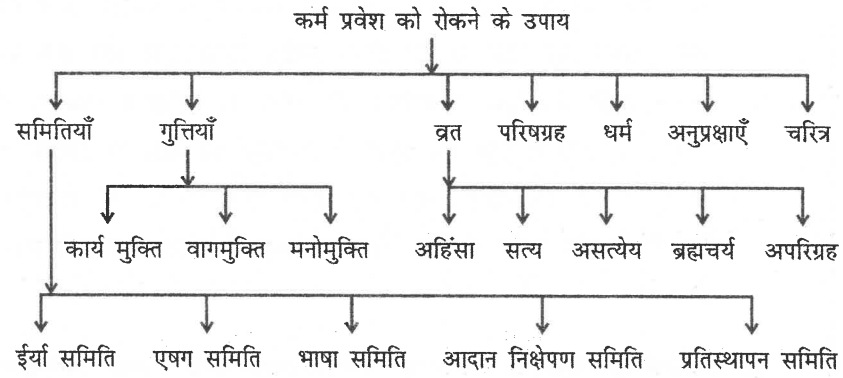 कर्म प्रवेश को रोकने के उपाय
समितियाँ गुत्तियाँ व्रत परिषग्रह धर्म अनुप्रक्षाएँ चरित्र
कार्य मुक्ति वागमुक्ति मनोमुक्ति अहिंसा सत्य असत्येय ब्रह्मचर्य अपरिग्रह
ईर्या समिति एषग समिति भाषा समिति आदान निक्षेपण समिति प्रतिस्थापन समिति